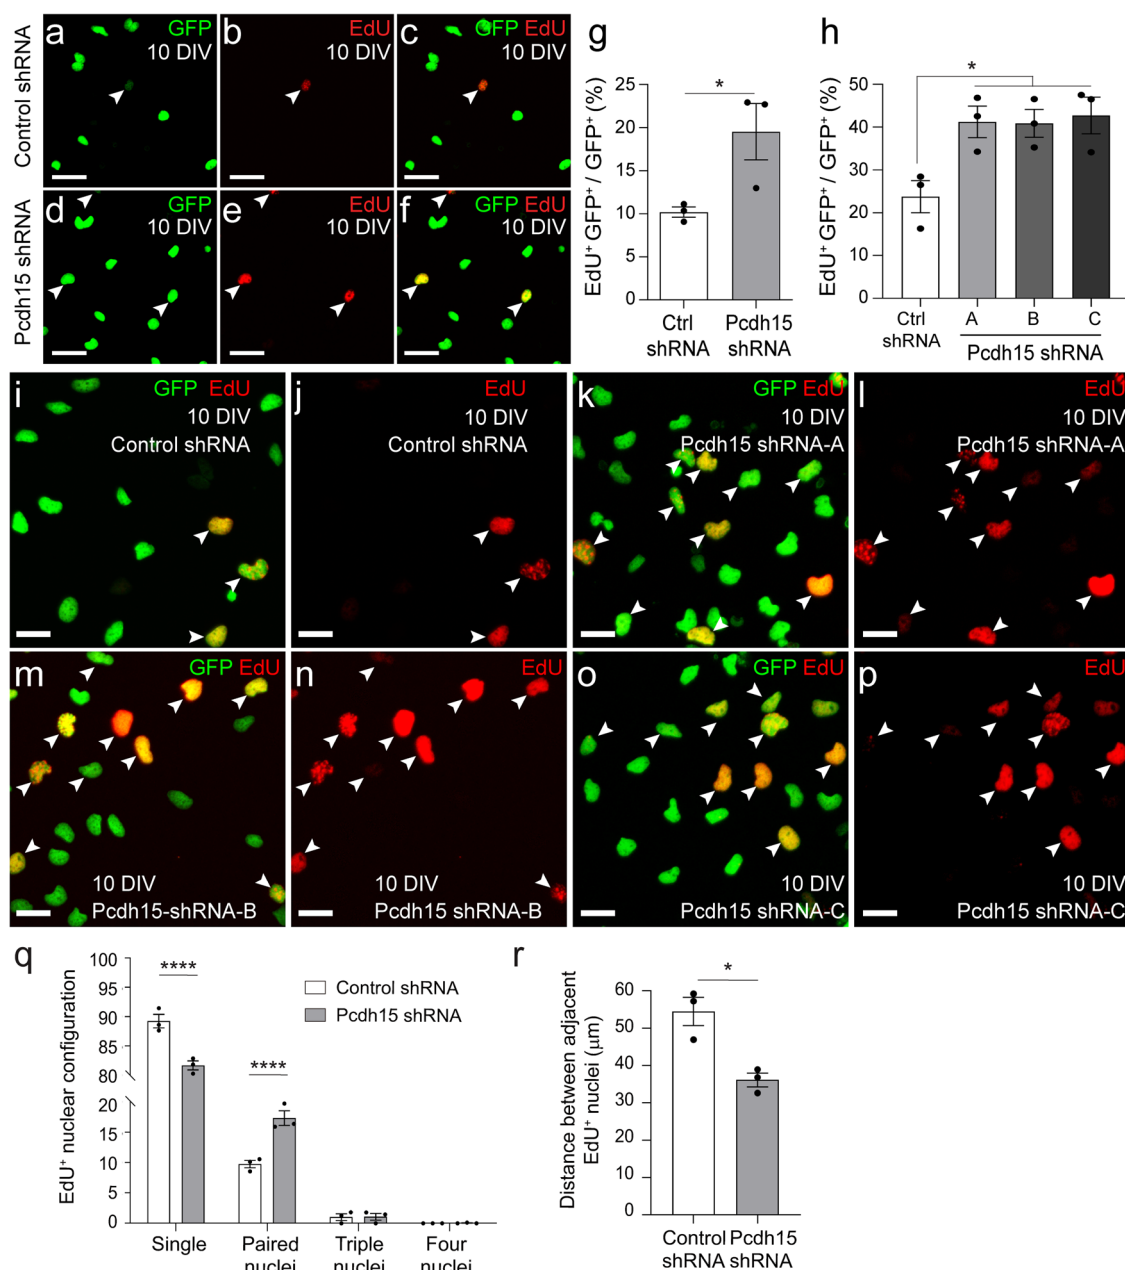 Control shRNA
a
GFP
10 DIV
b
EdU
10 DIV
c
GFP EdU
10 DIV
Pcdh15 shRNA
d
GFP
10 DIV
e
EdU
10 DIV
f
GFP EdU
10 DIV
g
EdU⁺ GFP⁺ / GFP⁺ (%)
25
20
15
10
5
0
*
Ctrl
shRNA
Pcdh15
shRNA
h
EdU⁺ GFP⁺ / GFP⁺ (%)
50
40
30
20
10
0
*
Ctrl
shRNA
A
B
C
Pcdh15 shRNA
i
GFP EdU
10 DIV
Control shRNA
j
EdU
10 DIV
Control shRNA
k
GFP EdU
10 DIV
Pcdh15 shRNA-A
l
EdU
10 DIV
Pcdh15 shRNA-A
m
GFP EdU
10 DIV
Pcdh15-shRNA-B
n
EdU
10 DIV
Pcdh15 shRNA-B
o
GFP EdU
10 DIV
Pcdh15 shRNA-C
p
EdU
10 DIV
Pcdh15 shRNA-C
q
EdU⁺ nuclear configuration
100
95
90
85
80
20
15
10
5
0
****
****
Control shRNA
Pcdh15 shRNA
Single
Paired
nuclei
Triple
nuclei
Four
nuclei
r
Distance between adjacent
EdU⁺ nuclei (μm)
60
50
40
30
20
10
0
*
Control
shRNA
Pcdh15
shRNA